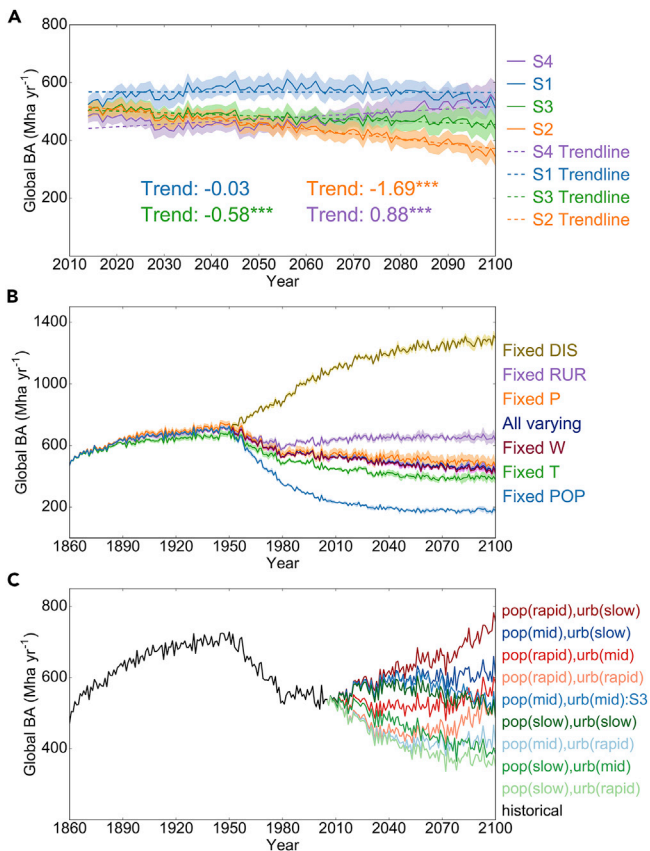 A
Global BA (Mha yr-1)
800
600
400
200
Trend: -0.03
Trend: -1.69***
Trend: -0.58***
Trend: 0.88***
2010 2020 2030 2040 2050 2060 2070 2080 2090 2100
Year
S4
S1
S3
S2
S4 Trendline
S1 Trendline
S3 Trendline
S2 Trendline
B
Global BA (Mha yr-1)
1400
1000
600
200
1860 1890 1920 1950 1980 2010 2040 2070 2100
Year
Fixed DIS
Fixed RUR
Fixed P
All varying
Fixed W
Fixed T
Fixed POP
C
Global BA (Mha yr-1)
800
600
400
1860 1890 1920 1950 1980 2010 2040 2070 2100
Year
pop(rapid),urb(slow)
pop(mid),urb(slow)
pop(rapid),urb(mid)
pop(rapid),urb(rapid)
pop(mid),urb(mid):S3
pop(slow),urb(slow)
pop(mid),urb(rapid)
pop(slow),urb(mid)
pop(slow),urb(rapid)
historical